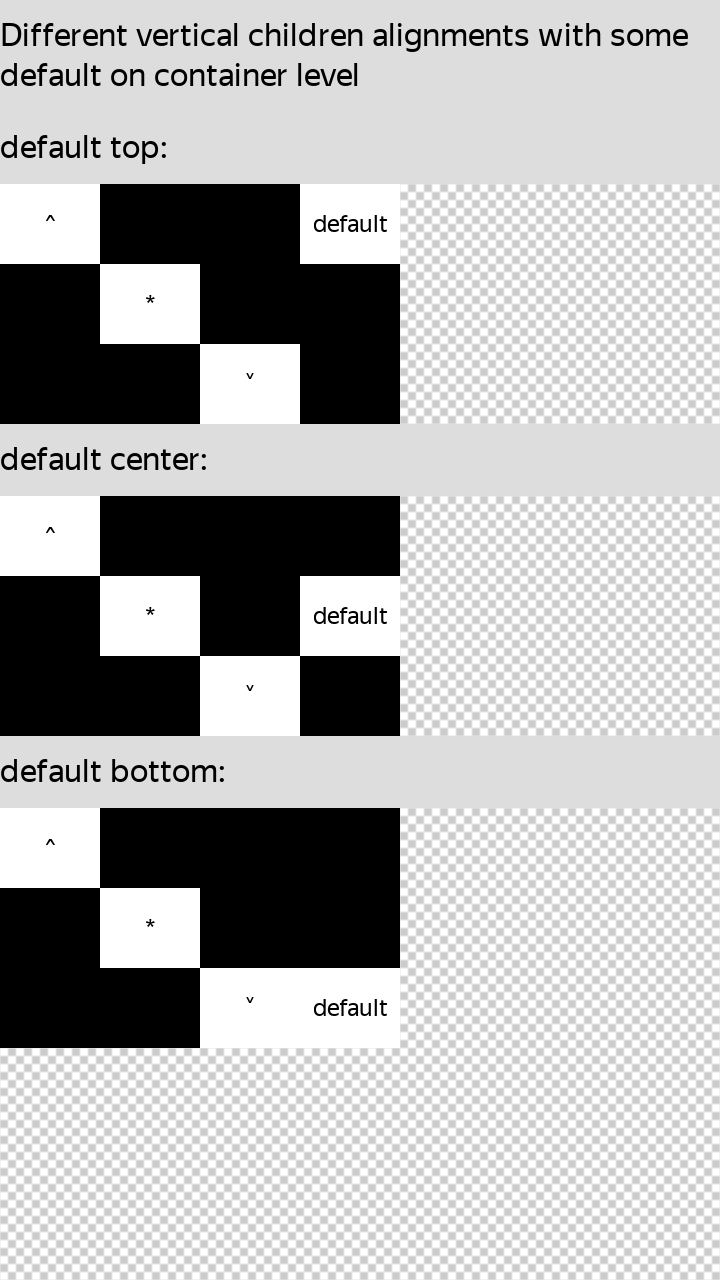 Different vertical children alignments with some
default on container level
default top:
^ default
*
v
default center:
^
* default
v
default bottom:
^
*
v default